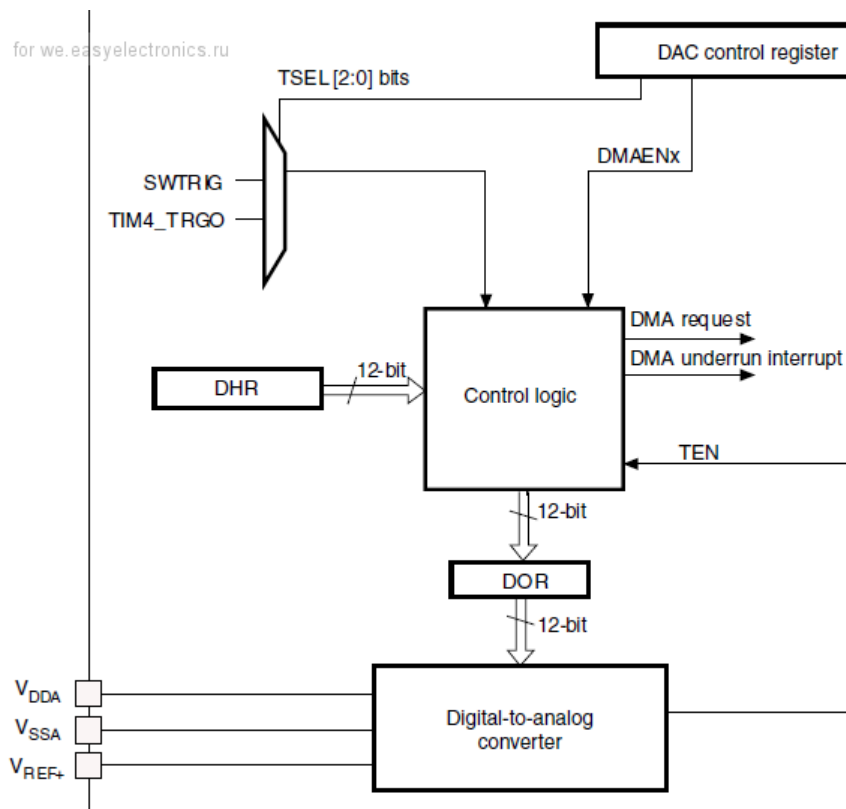 for we.easyelectronics.ru
DAC control register
TSEL [2:0] bits
DMAENx
SWTRIG
TIM4_TRGO
DMA request
DMA underrun interrupt
12-bit
DHR
Control logic
TEN
12-bit
DOR
12-bit
VDDA
Digital-to-analog
converter
VSSA
VREF+